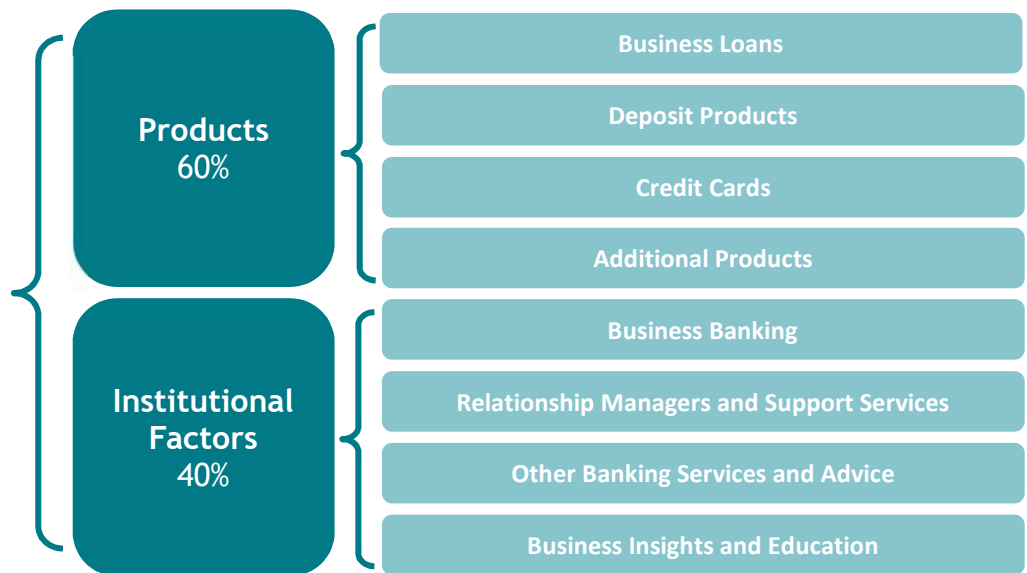 Products
60%
Business Loans
Deposit Products
Credit Cards
Additional Products
Institutional
Factors
40%
Business Banking
Relationship Managers and Support Services
Other Banking Services and Advice
Business Insights and Education